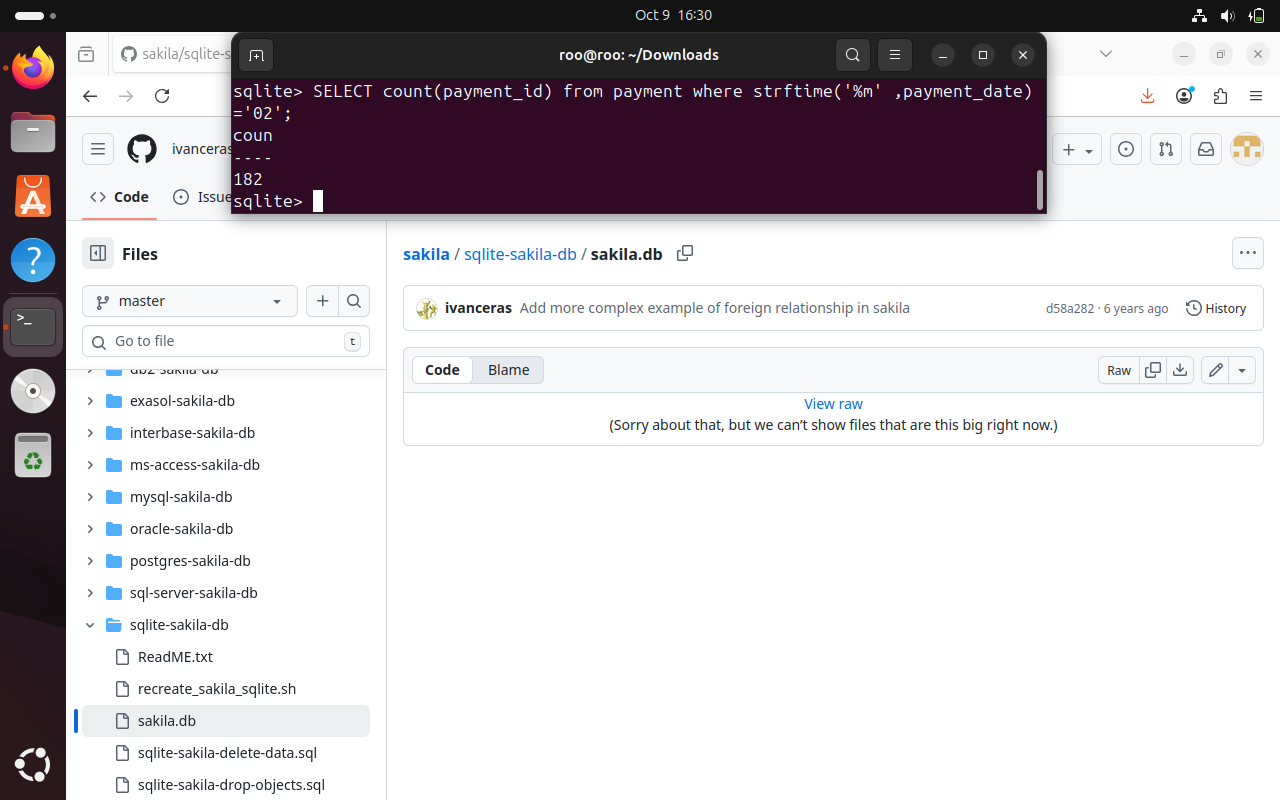 Oct 9 16:30
sakila/sqlite-s
roo@roo: ~/Downloads
sqlite> SELECT count(payment_id) from payment where strftime('%m' ,payment_date)
='02';
coun
----
182
sqlite>
ivanceras
Code
Issue
Files
master
Go to file
t
db2-sakila-db
exasol-sakila-db
interbase-sakila-db
ms-access-sakila-db
mysql-sakila-db
oracle-sakila-db
postgres-sakila-db
sql-server-sakila-db
sqlite-sakila-db
ReadME.txt
recreate_sakila_sqlite.sh
sakila.db
sqlite-sakila-delete-data.sql
sqlite-sakila-drop-objects.sql
sakila / sqlite-sakila-db / sakila.db
ivanceras Add more complex example of foreign relationship in sakila
d58a282 · 6 years ago
History
Code
Blame
Raw
View raw
(Sorry about that, but we can’t show files that are this big right now.)